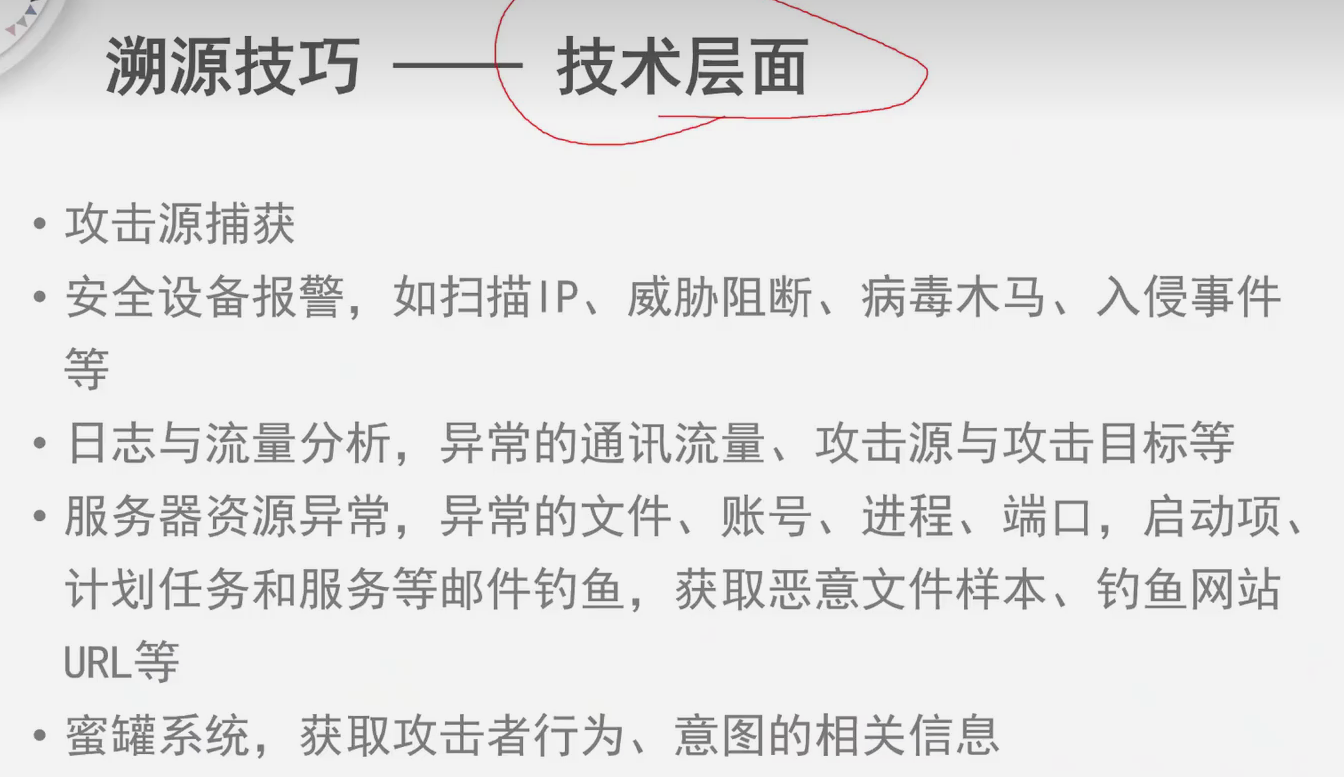 溯源技巧 —— 技术层面
• 攻击源捕获
• 安全设备报警，如扫描IP、威胁阻断、病毒木马、入侵事件
等
• 日志与流量分析，异常的通讯流量、攻击源与攻击目标等
• 服务器资源异常，异常的文件、账号、进程、端口，启动项、
计划任务和服务等邮件钓鱼，获取恶意文件样本、钓鱼网站
URL等
• 蜜罐系统，获取攻击者行为、意图的相关信息